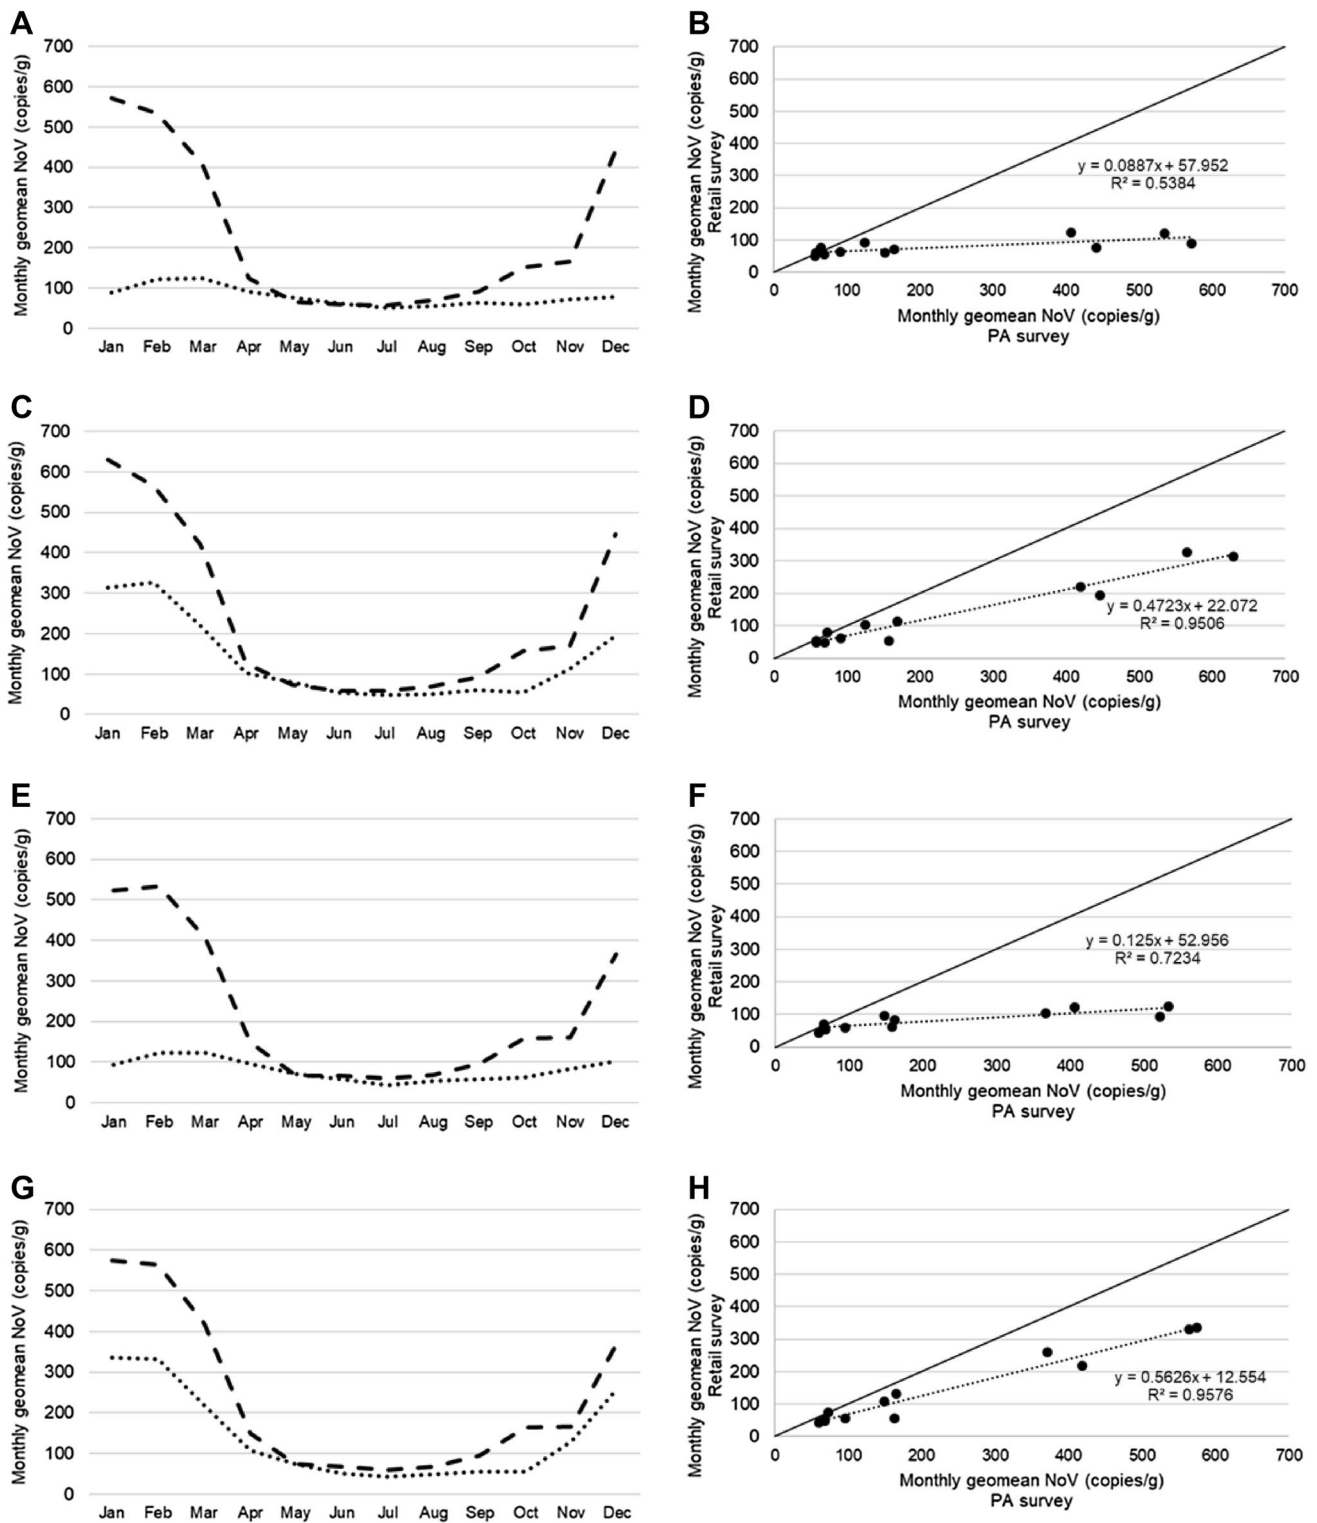 A
Monthly geomean NoV (copies/g)
700
600
500
400
300
200
100
0
Jan Feb Mar Apr May Jun Jul Aug Sep Oct Nov Dec
B
Monthly geomean NoV (copies/g)
Retail survey
700
600
500
400
300
200
100
0
y = 0.0887x + 57.952
R² = 0.5384
0 100 200 300 400 500 600 700
Monthly geomean NoV (copies/g)
PA survey
C
Monthly geomean NoV (copies/g)
700
600
500
400
300
200
100
0
Jan Feb Mar Apr May Jun Jul Aug Sep Oct Nov Dec
D
Monthly geomean NoV (copies/g)
Retail survey
700
600
500
400
300
200
100
0
y = 0.4723x + 22.072
R² = 0.9506
0 100 200 300 400 500 600 700
Monthly geomean NoV (copies/g)
PA survey
E
Monthly geomean NoV (copies/g)
700
600
500
400
300
200
100
0
Jan Feb Mar Apr May Jun Jul Aug Sep Oct Nov Dec
F
Monthly geomean NoV (copies/g)
Retail survey
700
600
500
400
300
200
100
0
y = 0.125x + 52.956
R² = 0.7234
0 100 200 300 400 500 600 700
Monthly geomean NoV (copies/g)
PA survey
G
Monthly geomean NoV (copies/g)
700
600
500
400
300
200
100
0
Jan Feb Mar Apr May Jun Jul Aug Sep Oct Nov Dec
H
Monthly geomean NoV (copies/g)
Retail survey
700
600
500
400
300
200
100
0
y = 0.5626x + 12.554
R² = 0.9576
0 100 200 300 400 500 600 700
Monthly geomean NoV (copies/g)
PA survey